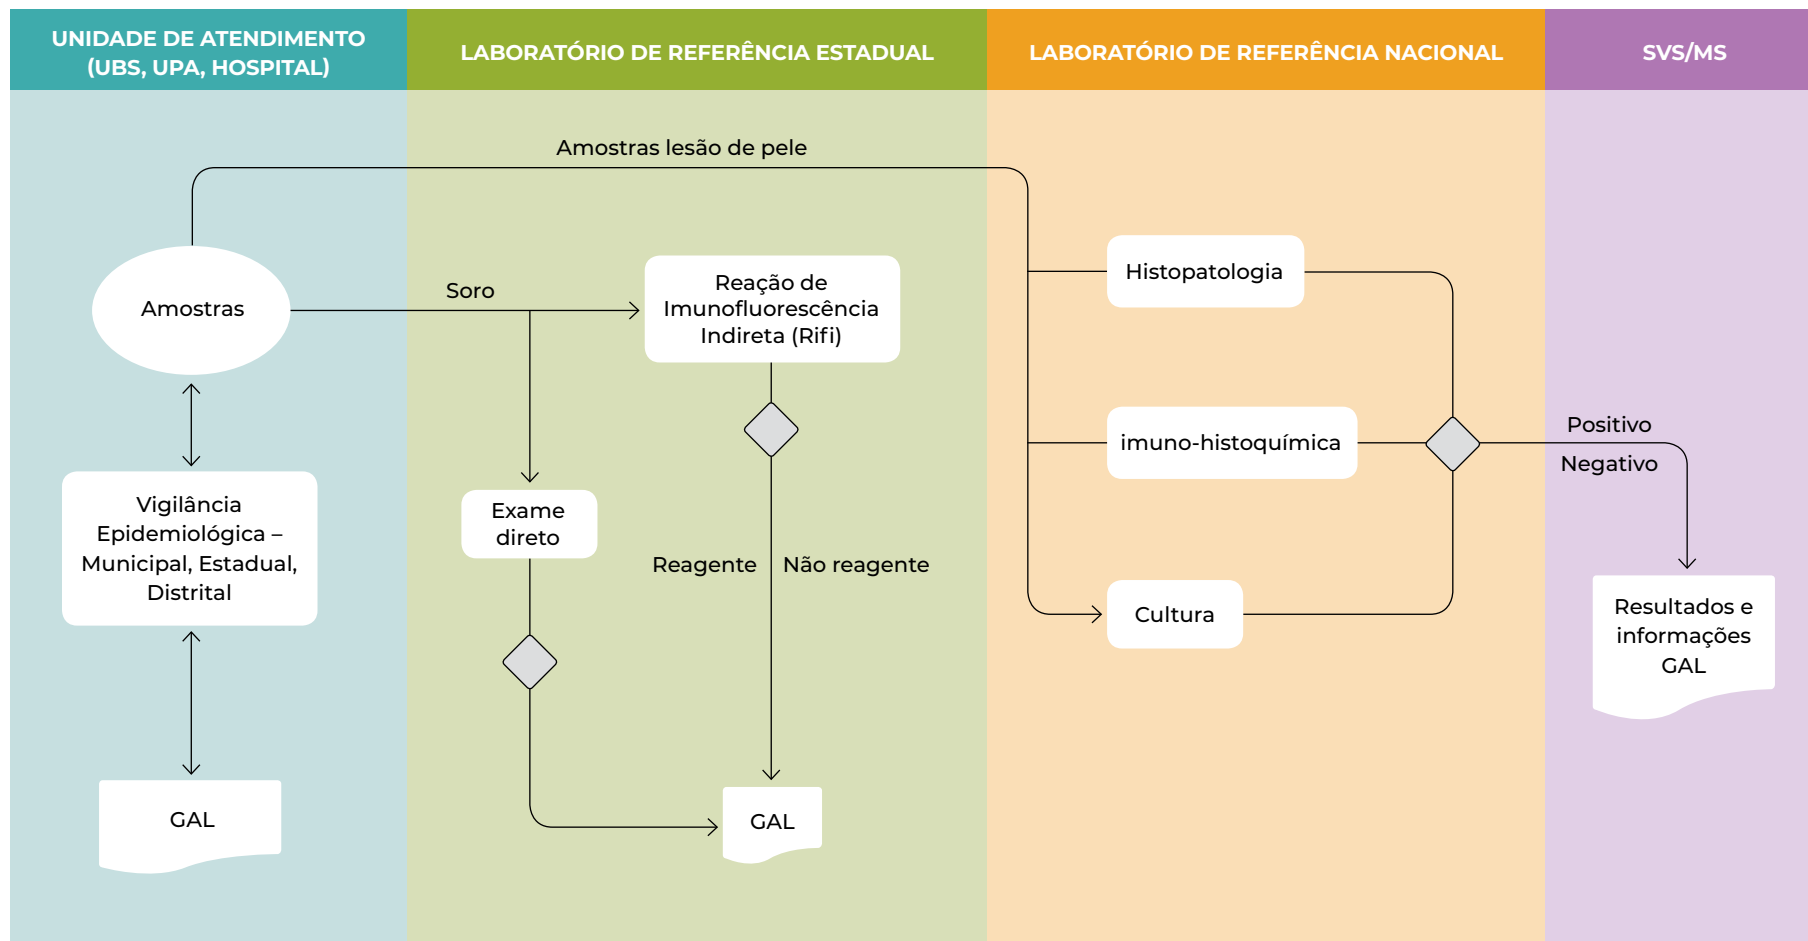 UNIDADE DE ATENDIMENTO
(UBS, UPA, HOSPITAL)
LABORATÓRIO DE REFERÊNCIA ESTADUAL
LABORATÓRIO DE REFERÊNCIA NACIONAL
SVS/MS
Amostras lesão de pele
Amostras
Soro
Reação de
Imunofluorescência
Indireta (Rifi)
Histopatologia
imuno-histoquímica
Cultura
Positivo
Negativo
Vigilância
Epidemiológica –
Municipal, Estadual,
Distrital
Exame
direto
Reagente
Não reagente
Resultados e
informações
GAL
GAL
GAL